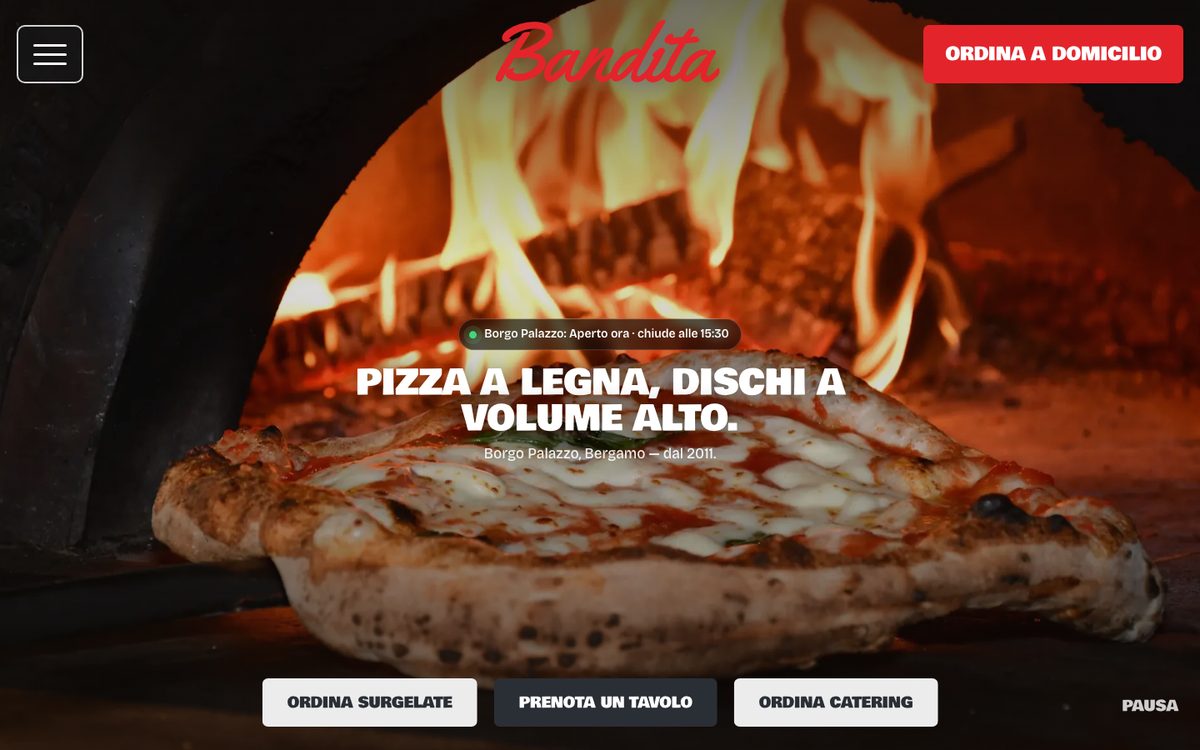 Bandita
ORDINA A DOMICILIO
Borgo Palazzo: Aperto ora · chiude alle 15:30
PIZZA A LEGNA, DISCHI A
VOLUME ALTO.
Borgo Palazzo, Bergamo — dal 2011.
ORDINA SURGELATE
PRENOTA UN TAVOLO
ORDINA CATERING
PAUSA